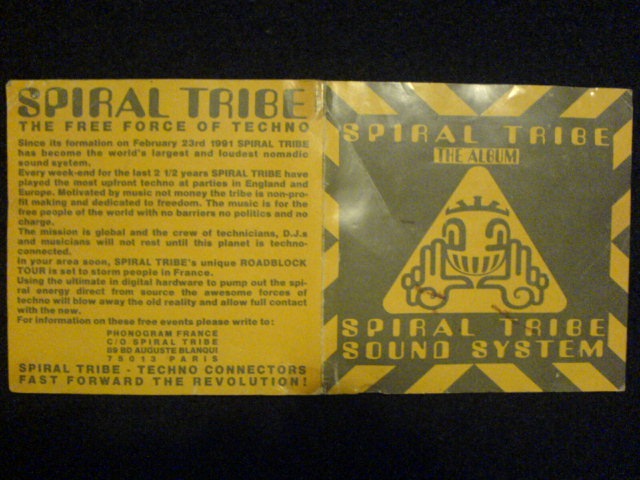 SPIRAL TRIBE
THE FREE FORCE OF TECHNO
Since its formation on February 23rd 1991 SPIRAL TRIBE
has become the world's largest and loudest nomadic
sound system.
Every week-end for the last 2 1/2 years SPIRAL TRIBE have
played the most upfront techno at parties in England and
Europe. Motivated by music not money the tribe is non-pro-
fit making and dedicated to freedom. The music is for the
free people of the world with no barriers no politics and no
charge.
The mission is global and the crew of technicians, D.J.s
and musicians will not rest until this planet is techno-
connected.
In your area soon, SPIRAL TRIBE's unique ROADBLOCK
TOUR is set to storm people in France.
Using the ultimate in digital hardware to pump out the spi-
ral energy direct from source the awesome forces of
techno will blow away the old reality and allow full contact
with the new.
For information on these free events please write to:
PHONOGRAM FRANCE
C/O SPIRAL TRIBE
89 BD AUGUSTE BLANQUI
75013 PARIS
SPIRAL TRIBE - TECHNO CONNECTORS
FAST FORWARD THE REVOLUTION!
SPIRAL TRIBE
THE ALBUM
SPIRAL TRIBE
SOUND SYSTEM